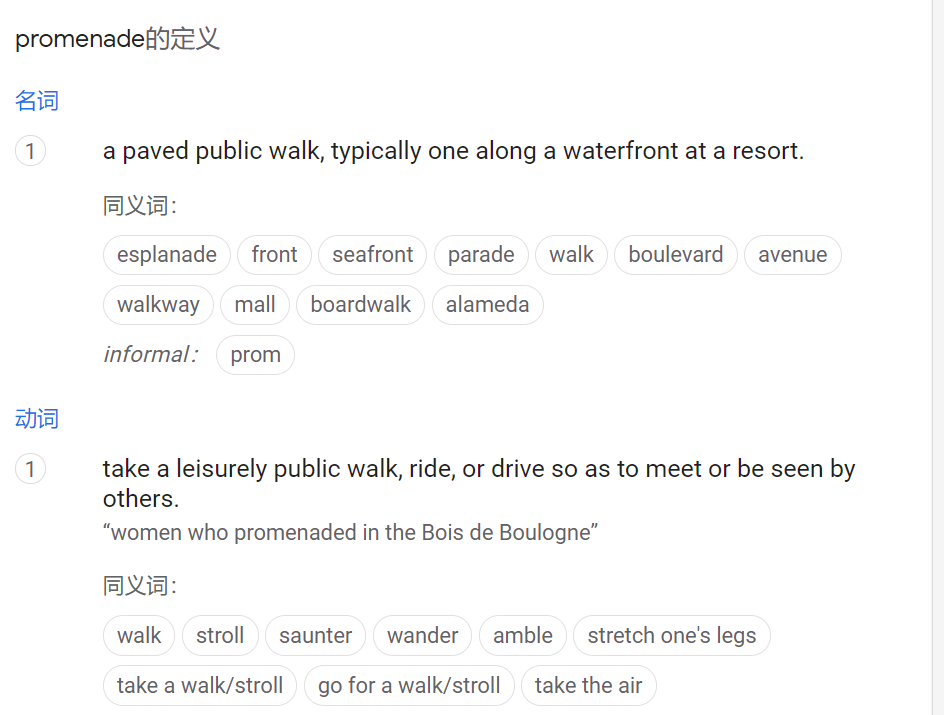 promenade的定义
名词
1 a paved public walk, typically one along a waterfront at a resort.
同义词：
esplanade front seafront parade walk boulevard avenue
walkway mall boardwalk alameda
informal： prom
动词
1 take a leisurely public walk, ride, or drive so as to meet or be seen by
others.
“women who promenaded in the Bois de Boulogne”
同义词：
walk stroll saunter wander amble stretch one's legs
take a walk/stroll go for a walk/stroll take the air